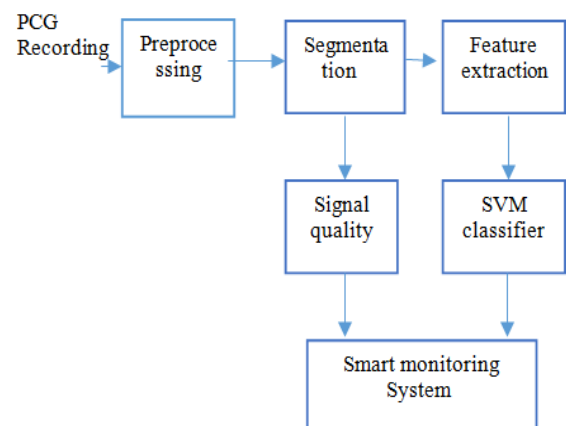 PCG
Recording
Preproce
ssing
Segmenta
tion
Feature
extraction
Signal
quality
SVM
classifier
Smart monitoring
System